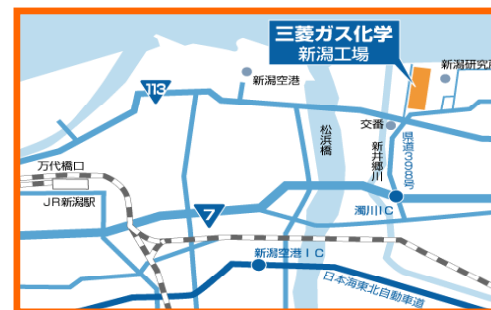 三菱ガス化学
新潟工場
113
新潟空港
新潟研究所
交番
松浜橋
新井郷川
県道398号
万代橋口
JR新潟駅
7
濁川IC
新潟空港IC
日本海東北自動車道